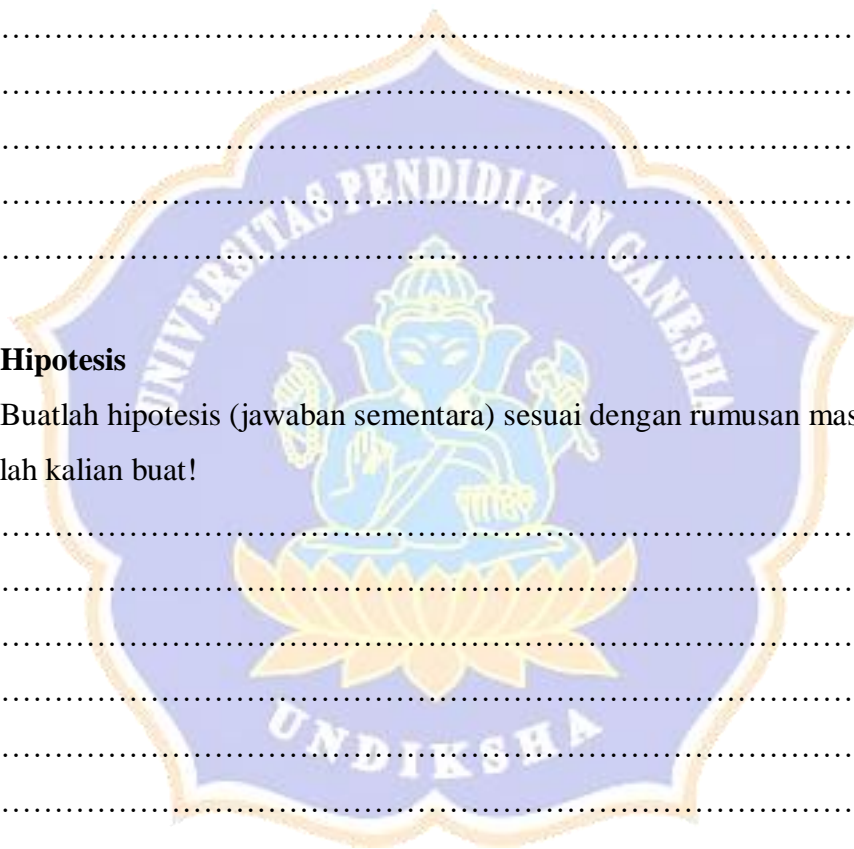 ………………………………………………………………………
………………………………………………………………………
………………………………………………………………………
………………………………………………………………………
………………………………………………………………………
UNIVERSITAS PENDIDIKAN GANESHA
Hipotesis
Buatlah hipotesis (jawaban sementara) sesuai dengan rumusan mas
lah kalian buat!
………………………………………………………………………
………………………………………………………………………
………………………………………………………………………
………………………………………………………………………
………………………………………………………………………
………………………………………………………………………
UNDIKSHA